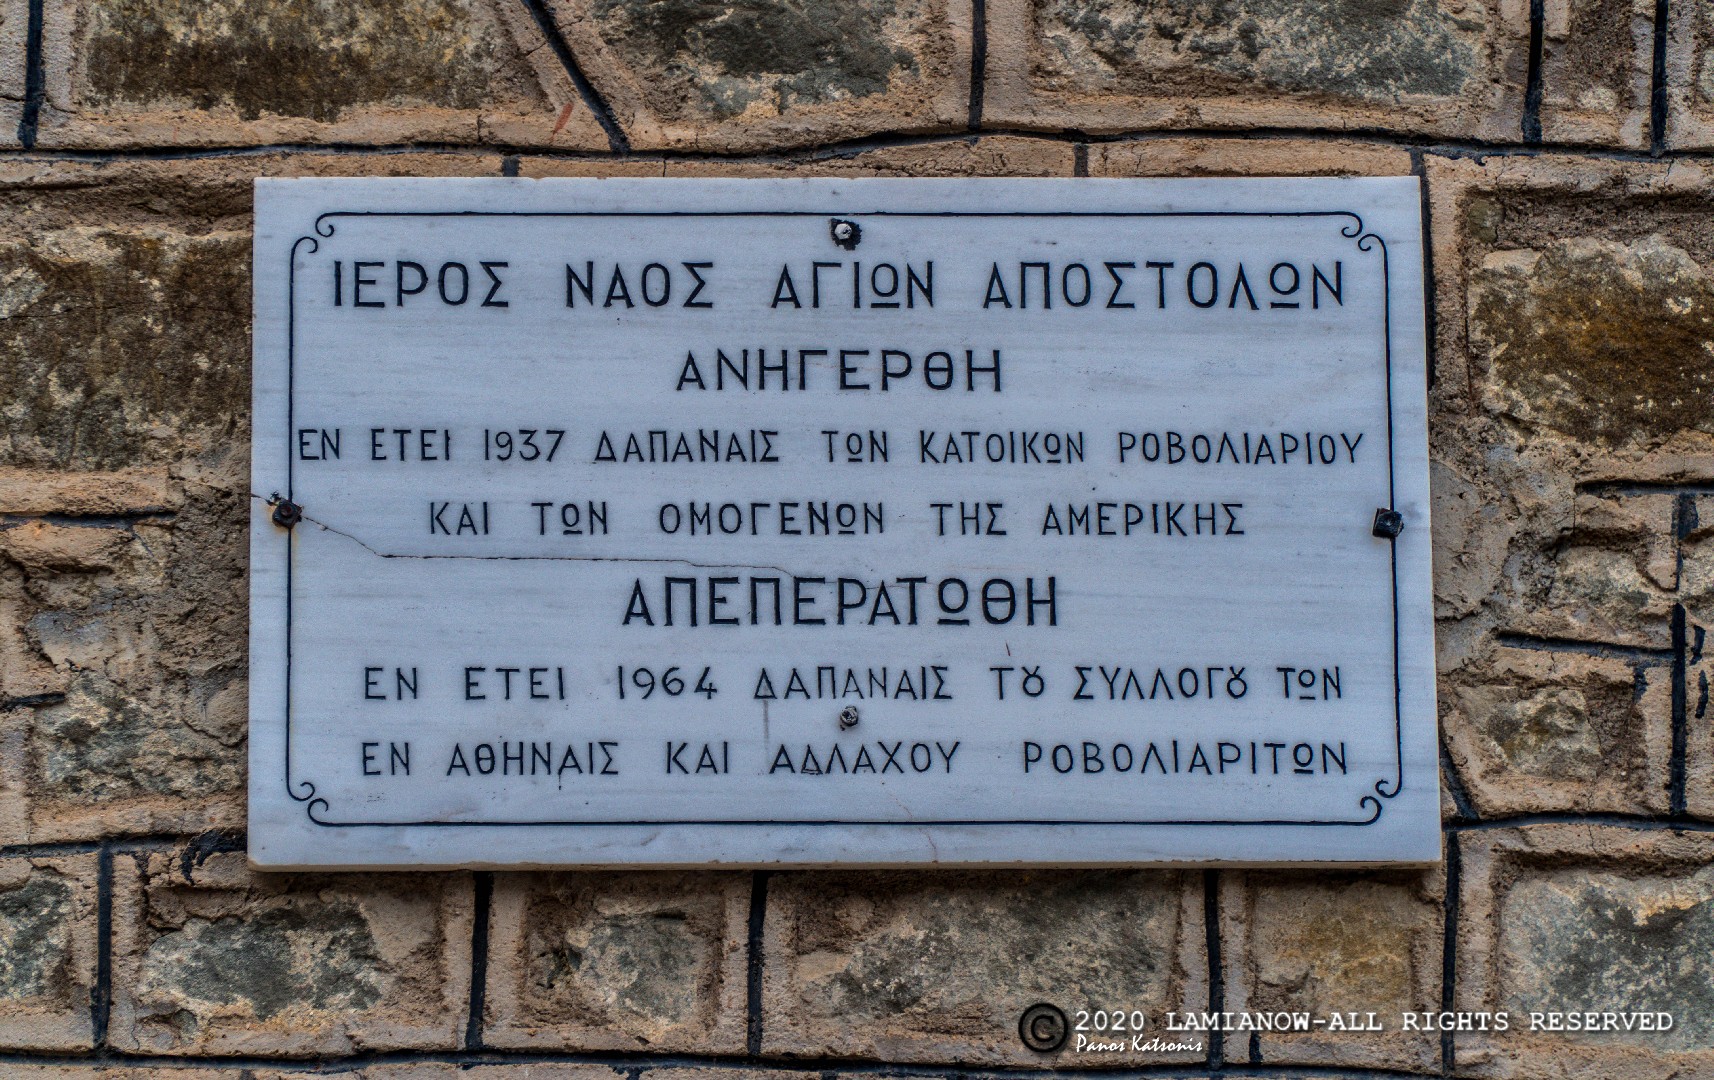 ΙΕΡΟΣ ΝΑΟΣ ΑΓΙΩΝ ΑΠΟΣΤΟΛΩΝ
ΑΝΗΓΕΡΘΗ
ΕΝ ΕΤΕΙ 1937 ΔΑΠΑΝΑΙΣ ΤΩΝ ΚΑΤΟΙΚΩΝ ΡΟΒΟΛΙΑΡΙΟΥ
ΚΑΙ ΤΩΝ ΟΜΟΓΕΝΩΝ ΤΗΣ ΑΜΕΡΙΚΗΣ
ΑΠΕΠΕΡΑΤΩΘΗ
ΕΝ ΕΤΕΙ 1964 ΔΑΠΑΝΑΙΣ ΤȢ ΣΥΛΛΟΓȢ ΤΩΝ
ΕΝ ΑΘΗΝΑΙΣ ΚΑΙ ΑΔΛΑΧΟΥ ΡΟΒΟΛΙΑΡΙΤΩΝ
©2020 LAMIANOW-ALL RIGHTS RESERVED
Panos Katsonis